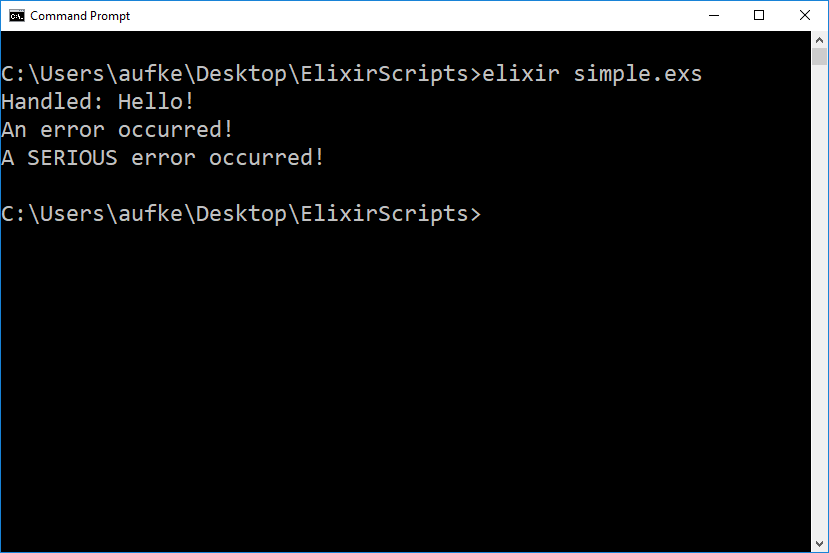 Command Prompt
C:\Users\aufke\Desktop\ElixirScripts>elixir simple.exs
Handled: Hello!
An error occurred!
A SERIOUS error occurred!
C:\Users\aufke\Desktop\ElixirScripts>